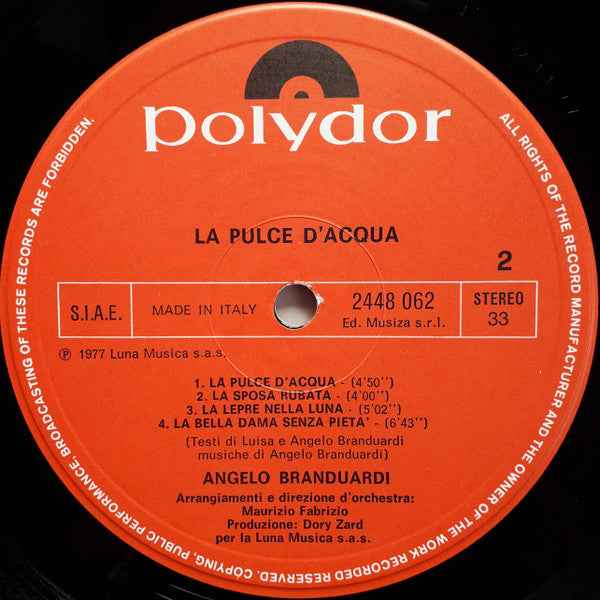 polydor
LA PULCE D'ACQUA
2
S.I.A.E.
MADE IN ITALY
2448 062
Ed. Musiza s.r.l.
STEREO
33
℗ 1977 Luna Musica s.a.s.
1. LA PULCE D'ACQUA - (4'50'')
2. LA SPOSA RUBATA - (4'00'')
3. LA LEPRE NELLA LUNA - (5'02'')
4. LA BELLA DAMA SENZA PIETA' - (6'43'')
(Testi di Luisa e Angelo Branduardi
musiche di Angelo Branduardi)
ANGELO BRANDUARDI
Arrangiamenti e direzione d'orchestra:
Maurizio Fabrizio
Produzione: Dory Zard
per la Luna Musica s.a.s.
ALL RIGHTS OF THE RECORD MANUFACTURER AND THE OWNER OF THE WORK RECORDED RESERVED. COPYING, PUBLIC PERFORMANCE, BROADCASTING OF THESE RECORDS ARE FORBIDDEN.